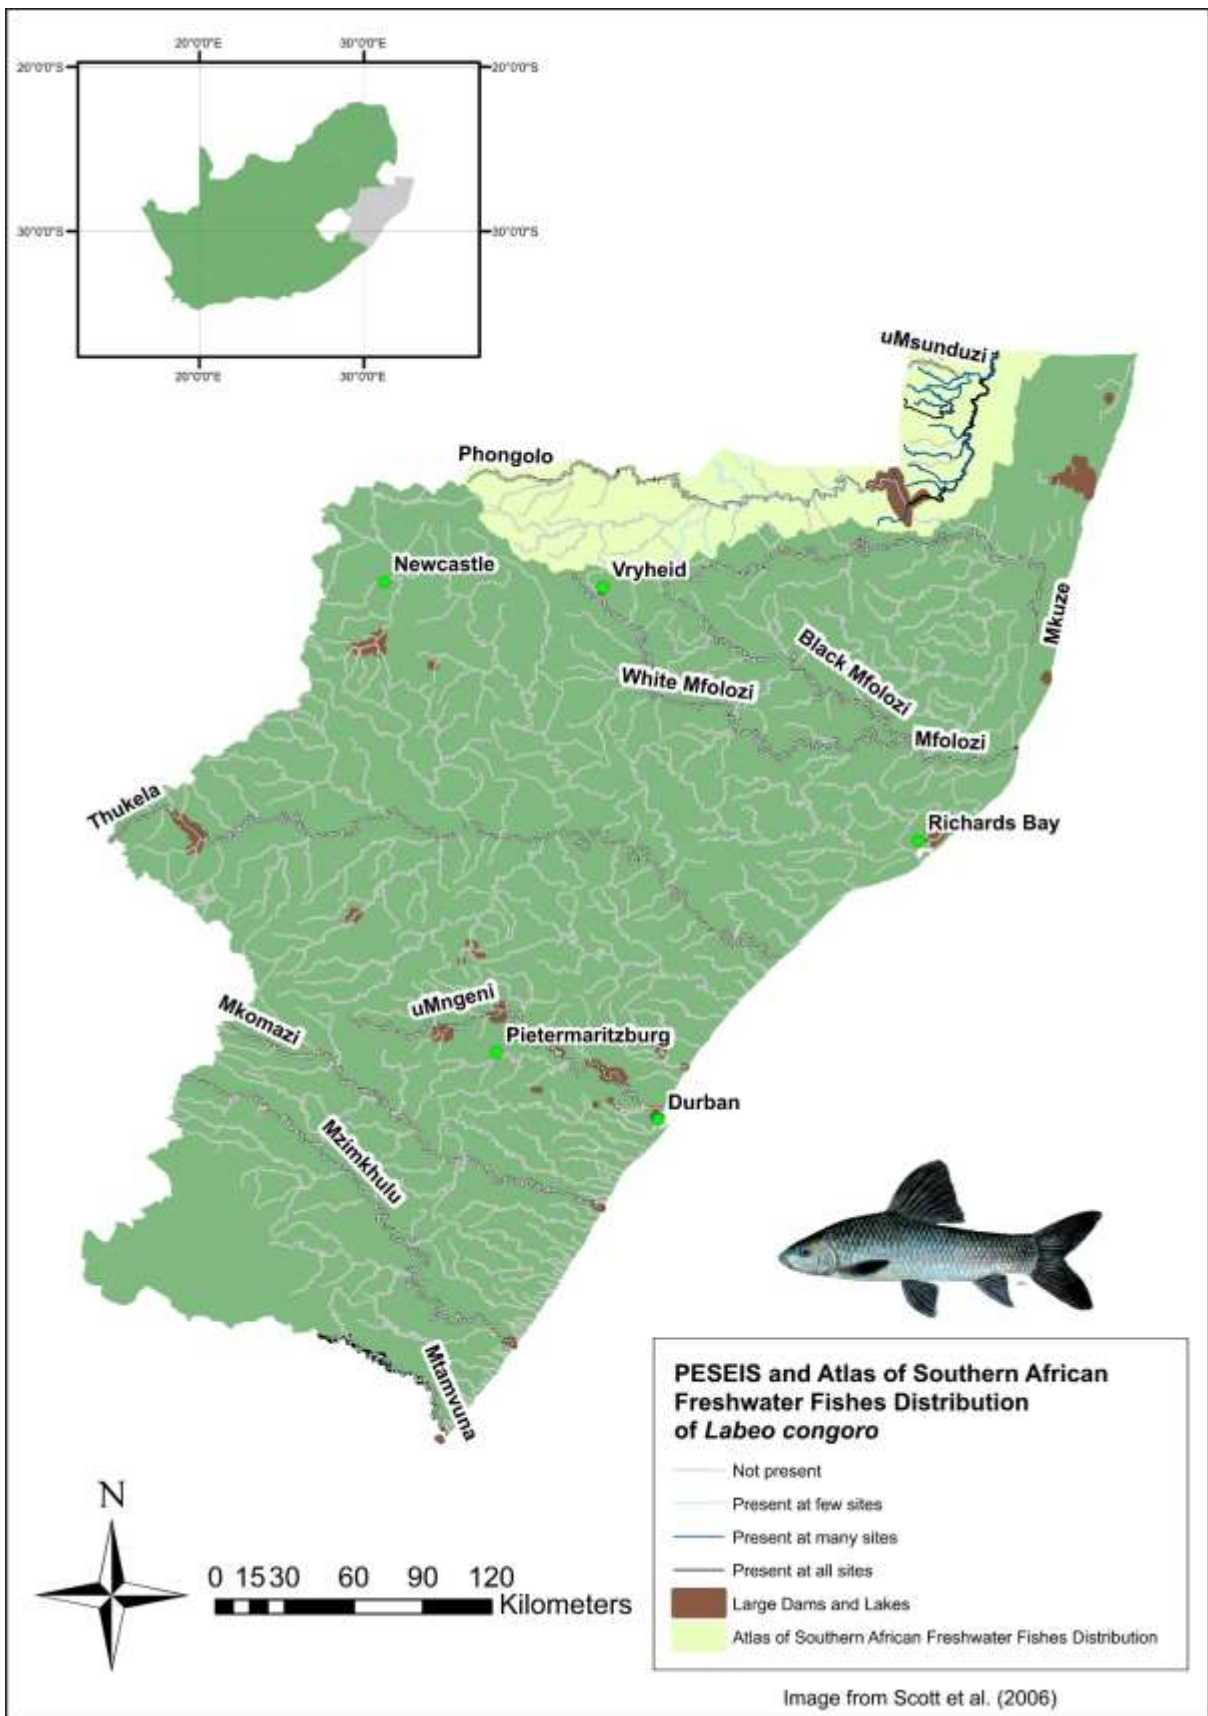 20°0'0"E 30°0'0"E
20°0'0"S 20°0'0"S
30°0'0"S 30°0'0"S
20°0'0"E 30°0'0"E
uMsunduzi
Phongolo
Newcastle
Vryheid
Mkuze
Black Mfolozi
White Mfolozi
Mfolozi
Thukela
Richards Bay
uMngeni
Mkomazi
Pietermaritzburg
Durban
Mzimkhulu
Mtamvuna
PESEIS and Atlas of Southern African
Freshwater Fishes Distribution
of Labeo congoro
Not present
Present at few sites
Present at many sites
Present at all sites
Large Dams and Lakes
Atlas of Southern African Freshwater Fishes Distribution
N
0 15 30 60 90 120
Kilometers
Image from Scott et al. (2006)